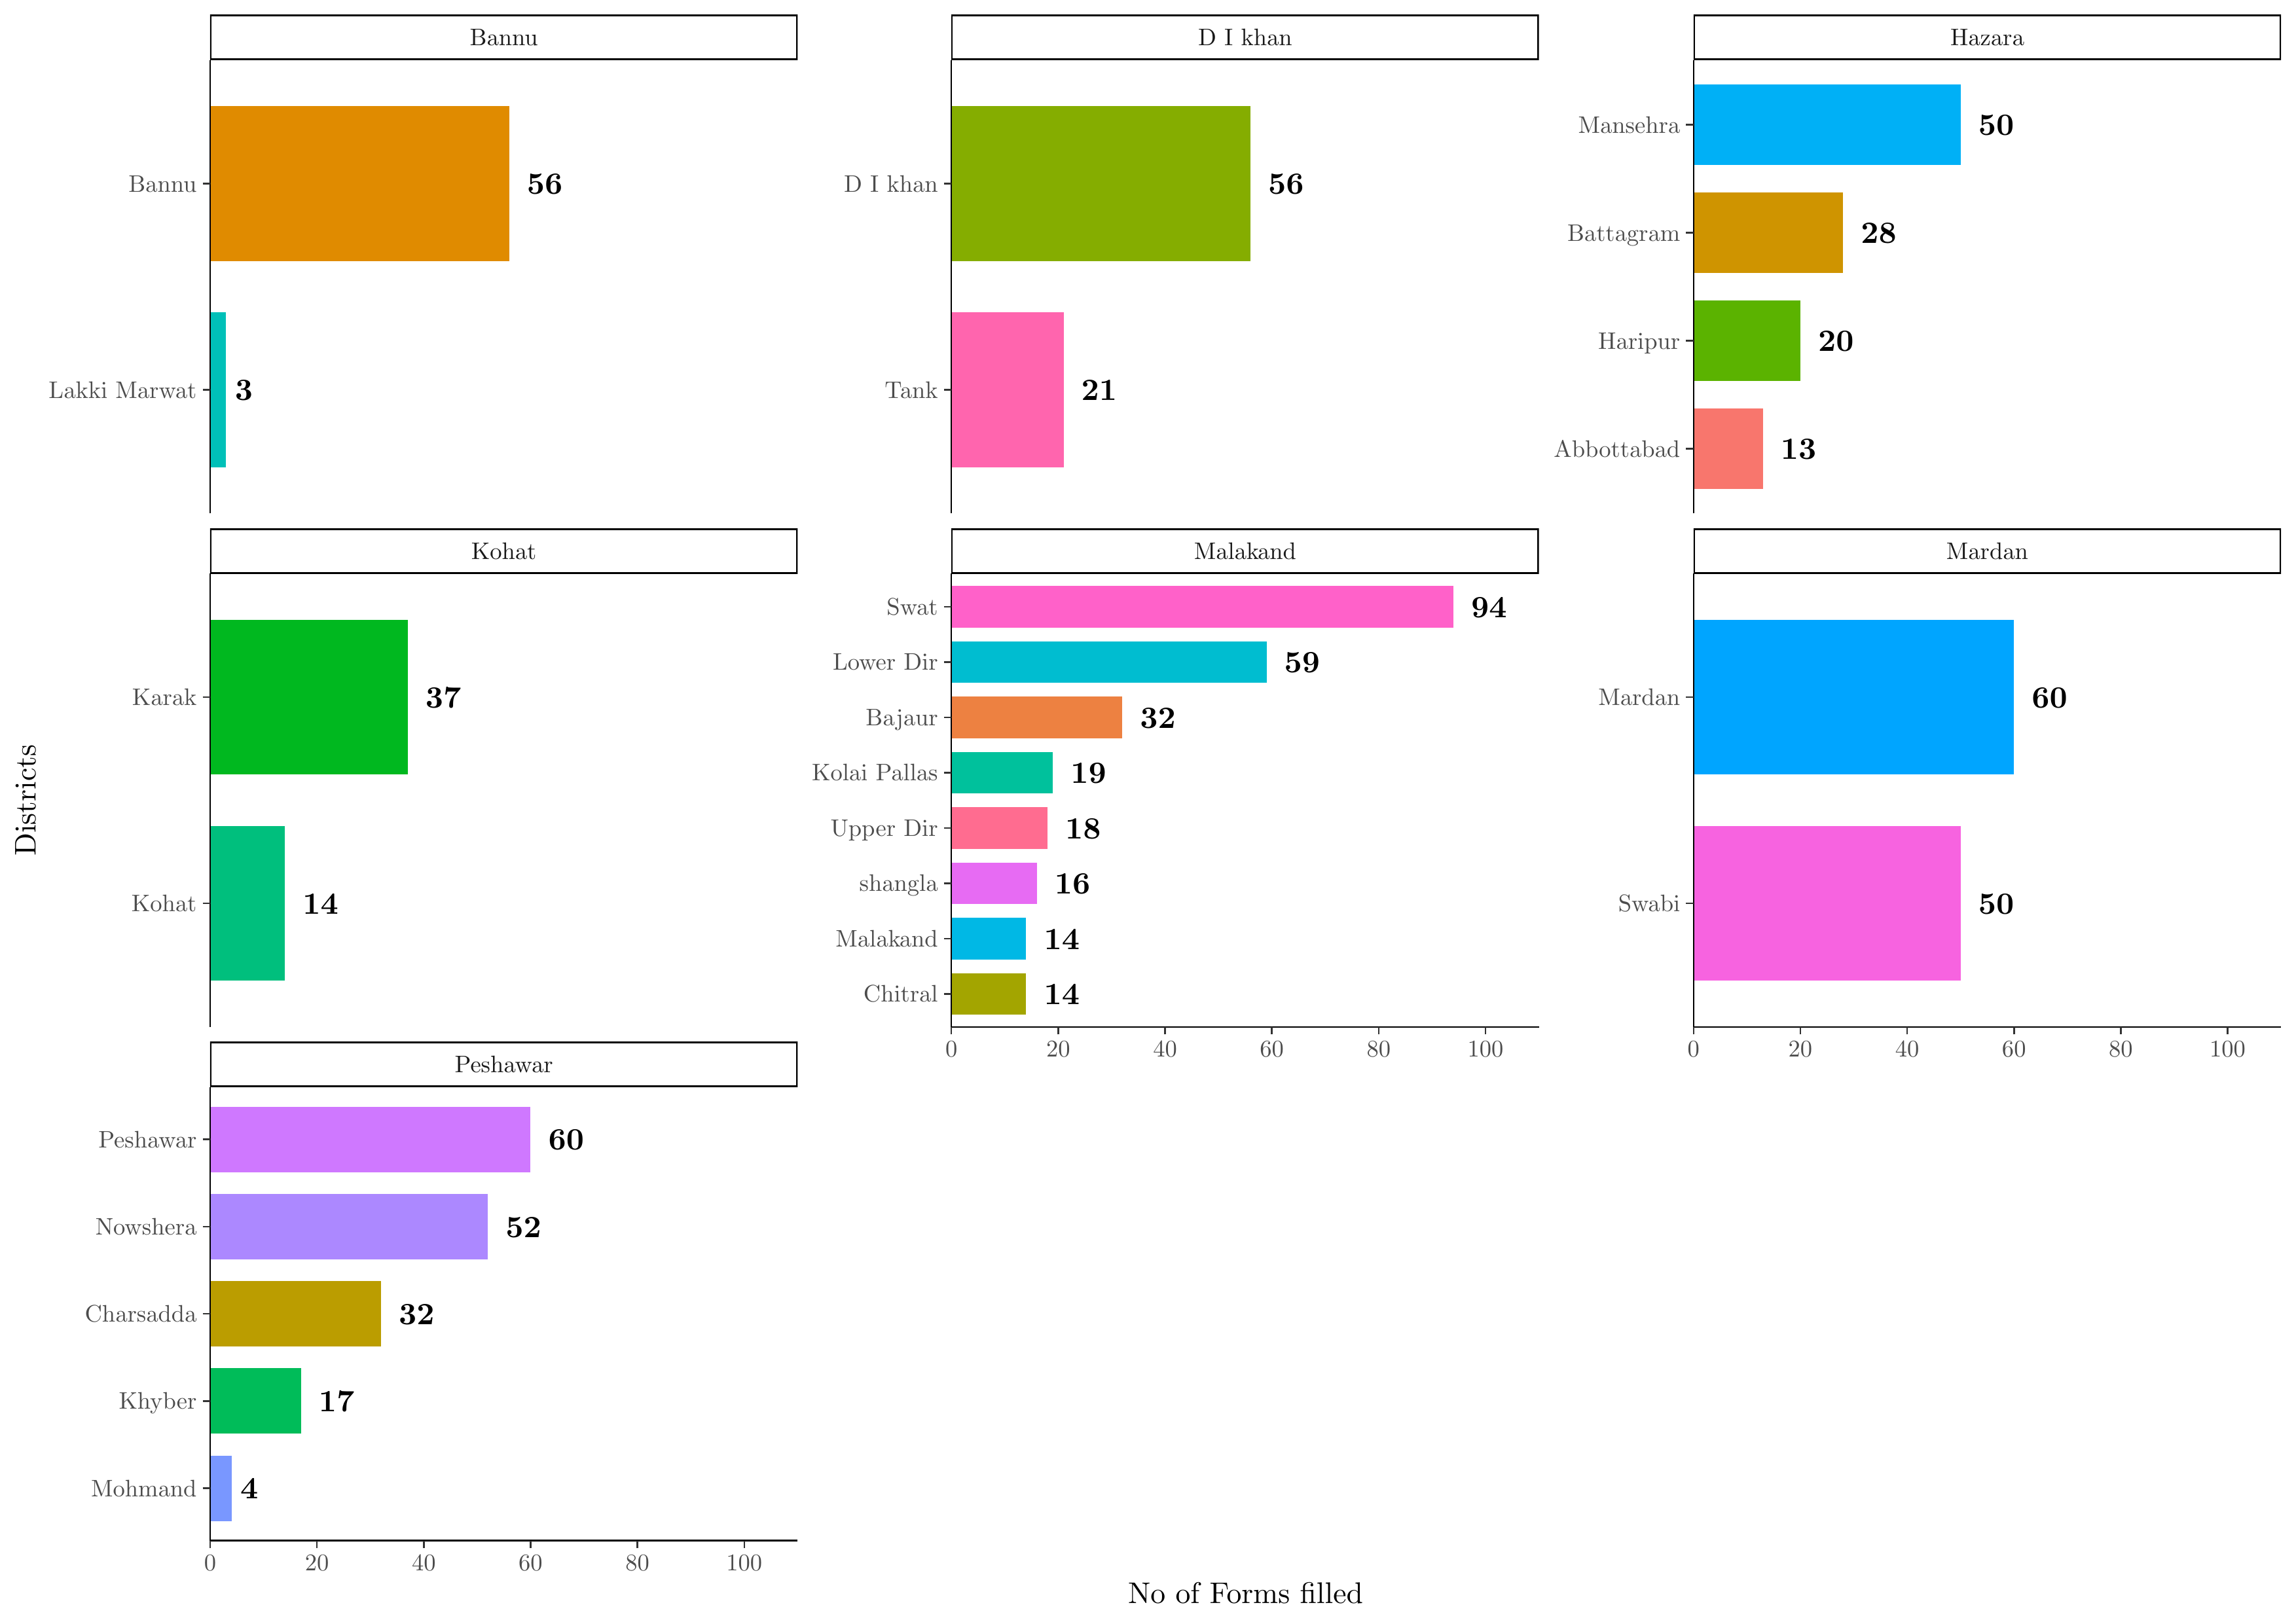 Bannu
Bannu 56
Lakki Marwat 3
D I khan
D I khan 56
Tank 21
Hazara
Mansehra 50
Battagram 28
Haripur 20
Abbottabad 13
Kohat
Karak 37
Kohat 14
Malakand
Swat 94
Lower Dir 59
Bajaur 32
Kolai Pallas 19
Upper Dir 18
shangla 16
Malakand 14
Chitral 14
0 20 40 60 80 100
Mardan
Mardan 60
Swabi 50
0 20 40 60 80 100
Peshawar
Peshawar 60
Nowshera 52
Charsadda 32
Khyber 17
Mohmand 4
0 20 40 60 80 100
Districts
No of Forms filled